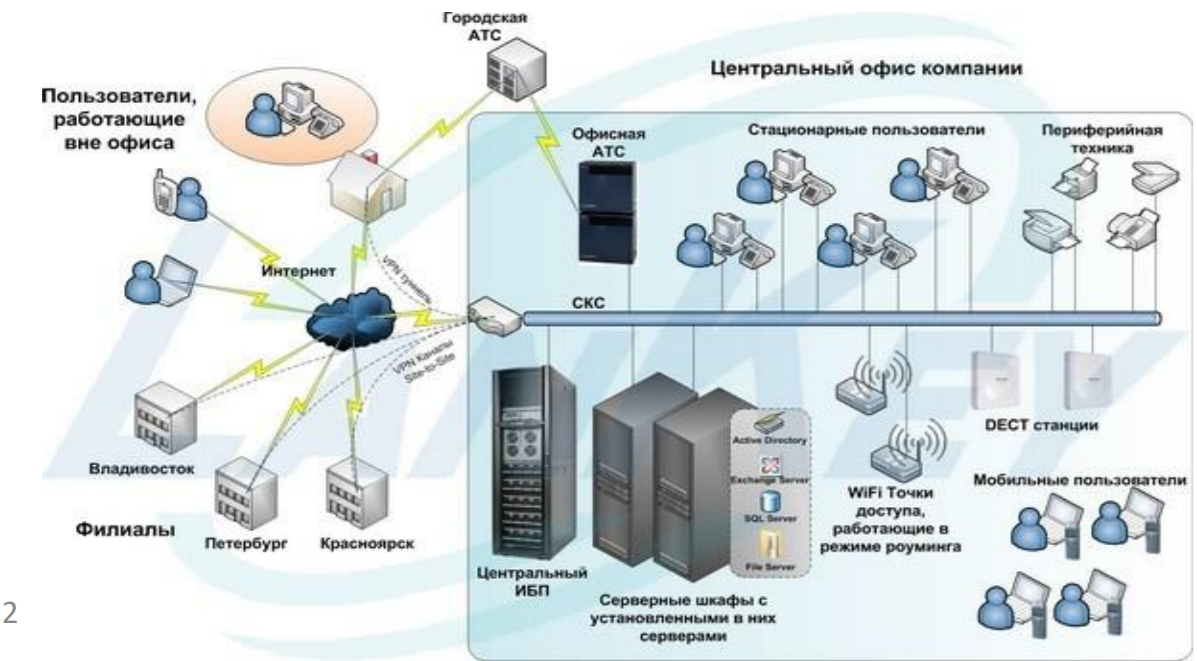 Городская
АТС
Центральный офис компании
Пользователи,
работающие
вне офиса
Офисная
АТС
Стационарные пользователи
Периферийная
техника
Интернет
VPN туннель
СКС
VPN Каналы
Site-to-Site
Active Directory
Exchange Server
SQL Server
File Server
DECT станции
WiFi Точки
доступа,
работающие в
режиме роуминга
Мобильные пользователи
Владивосток
Филиалы
Петербург
Красноярск
Центральный
ИБП
Серверные шкафы с
установленными в них
серверами
2
LANKEY